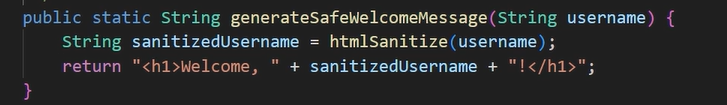 public static String generateSafeWelcomeMessage(String username) {
String sanitizedUsername = htmlSanitize(username);
return "<h1>Welcome, " + sanitizedUsername + "!</h1>";
}